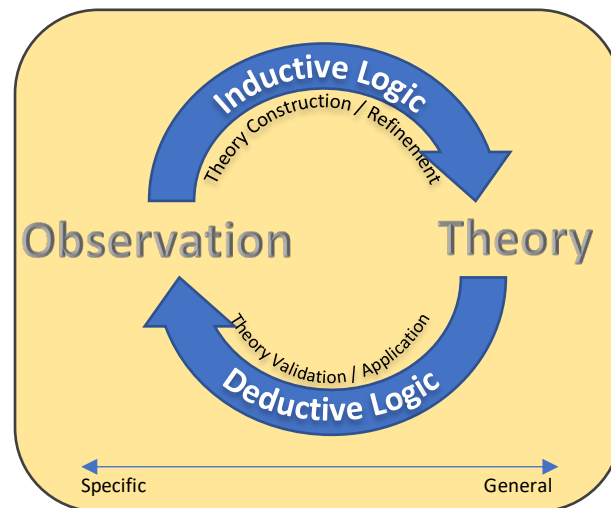 Inductive Logic
Theory Construction / Refinement
Observation
Theory
Theory Validation / Application
Deductive Logic
Specific
General